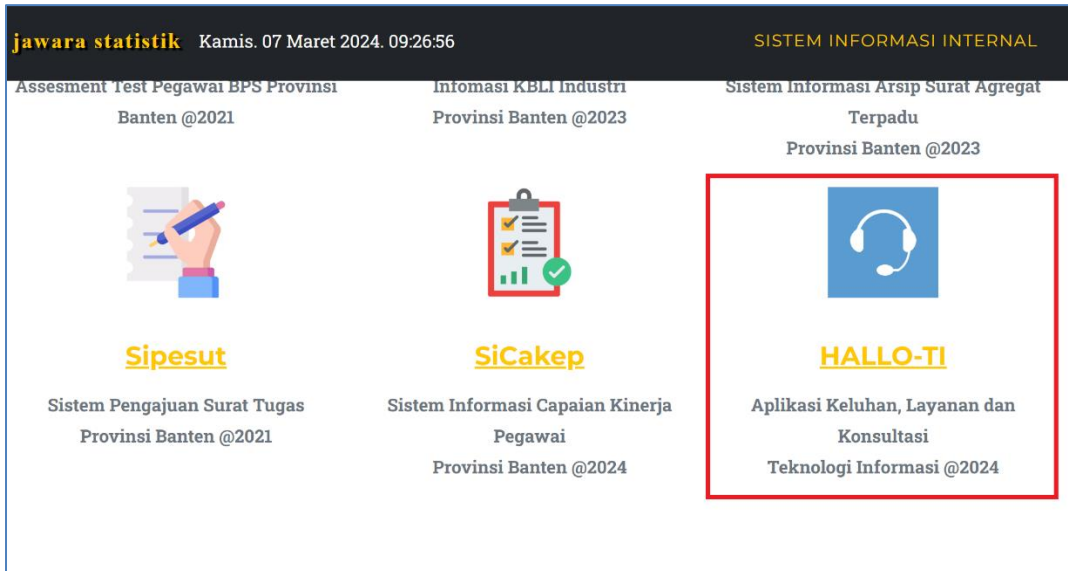 jawara statistik Kamis. 07 Maret 2024. 09:26:56 SISTEM INFORMASI INTERNAL
Assesment Test Pegawai BPS Provinsi
Banten @2021
Infomasi KBLI Industri
Provinsi Banten @2023
Sistem Informasi Arsip Surat Agregat
Terpadu
Provinsi Banten @2023
Sipesut
Sistem Pengajuan Surat Tugas
Provinsi Banten @2021
SiCakep
Sistem Informasi Capaian Kinerja
Pegawai
Provinsi Banten @2024
HALLO-TI
Aplikasi Keluhan, Layanan dan
Konsultasi
Teknologi Informasi @2024